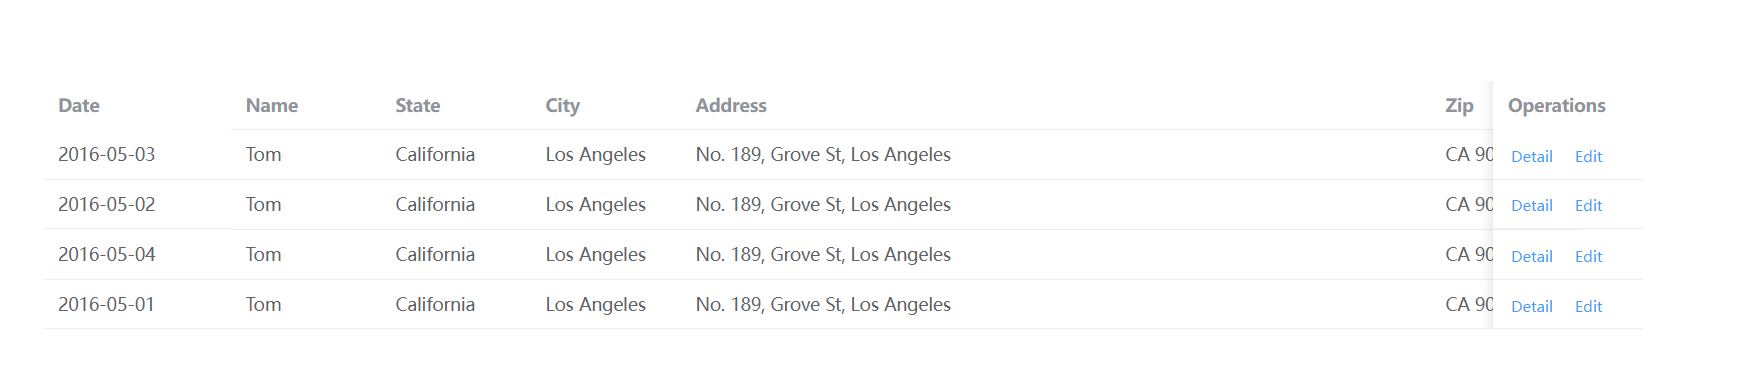 Date Name State City Address Zip Operations
2016-05-03 Tom California Los Angeles No. 189, Grove St, Los Angeles CA 90 Detail Edit
2016-05-02 Tom California Los Angeles No. 189, Grove St, Los Angeles CA 90 Detail Edit
2016-05-04 Tom California Los Angeles No. 189, Grove St, Los Angeles CA 90 Detail Edit
2016-05-01 Tom California Los Angeles No. 189, Grove St, Los Angeles CA 90 Detail Edit